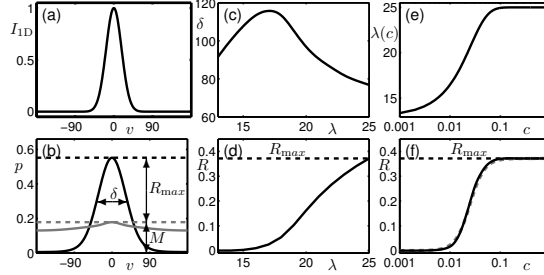 (a)
1
I1D
0
-90 0 90
v
(c)
120
δ
100
80
60
15 20 25
λ
(e)
25
λ(c)
20
15
0.001 0.01 0.1
c
(b)
0.6
p
0.4
0.2
0
δ
Rmax
M
-90 0 90
v
(d)
Rmax
0.4
R
0.3
0.2
0.1
0
15 20 25
λ
(f)
Rmax
0.4
R
0.3
0.2
0.1
0
0.001 0.01 0.1
c